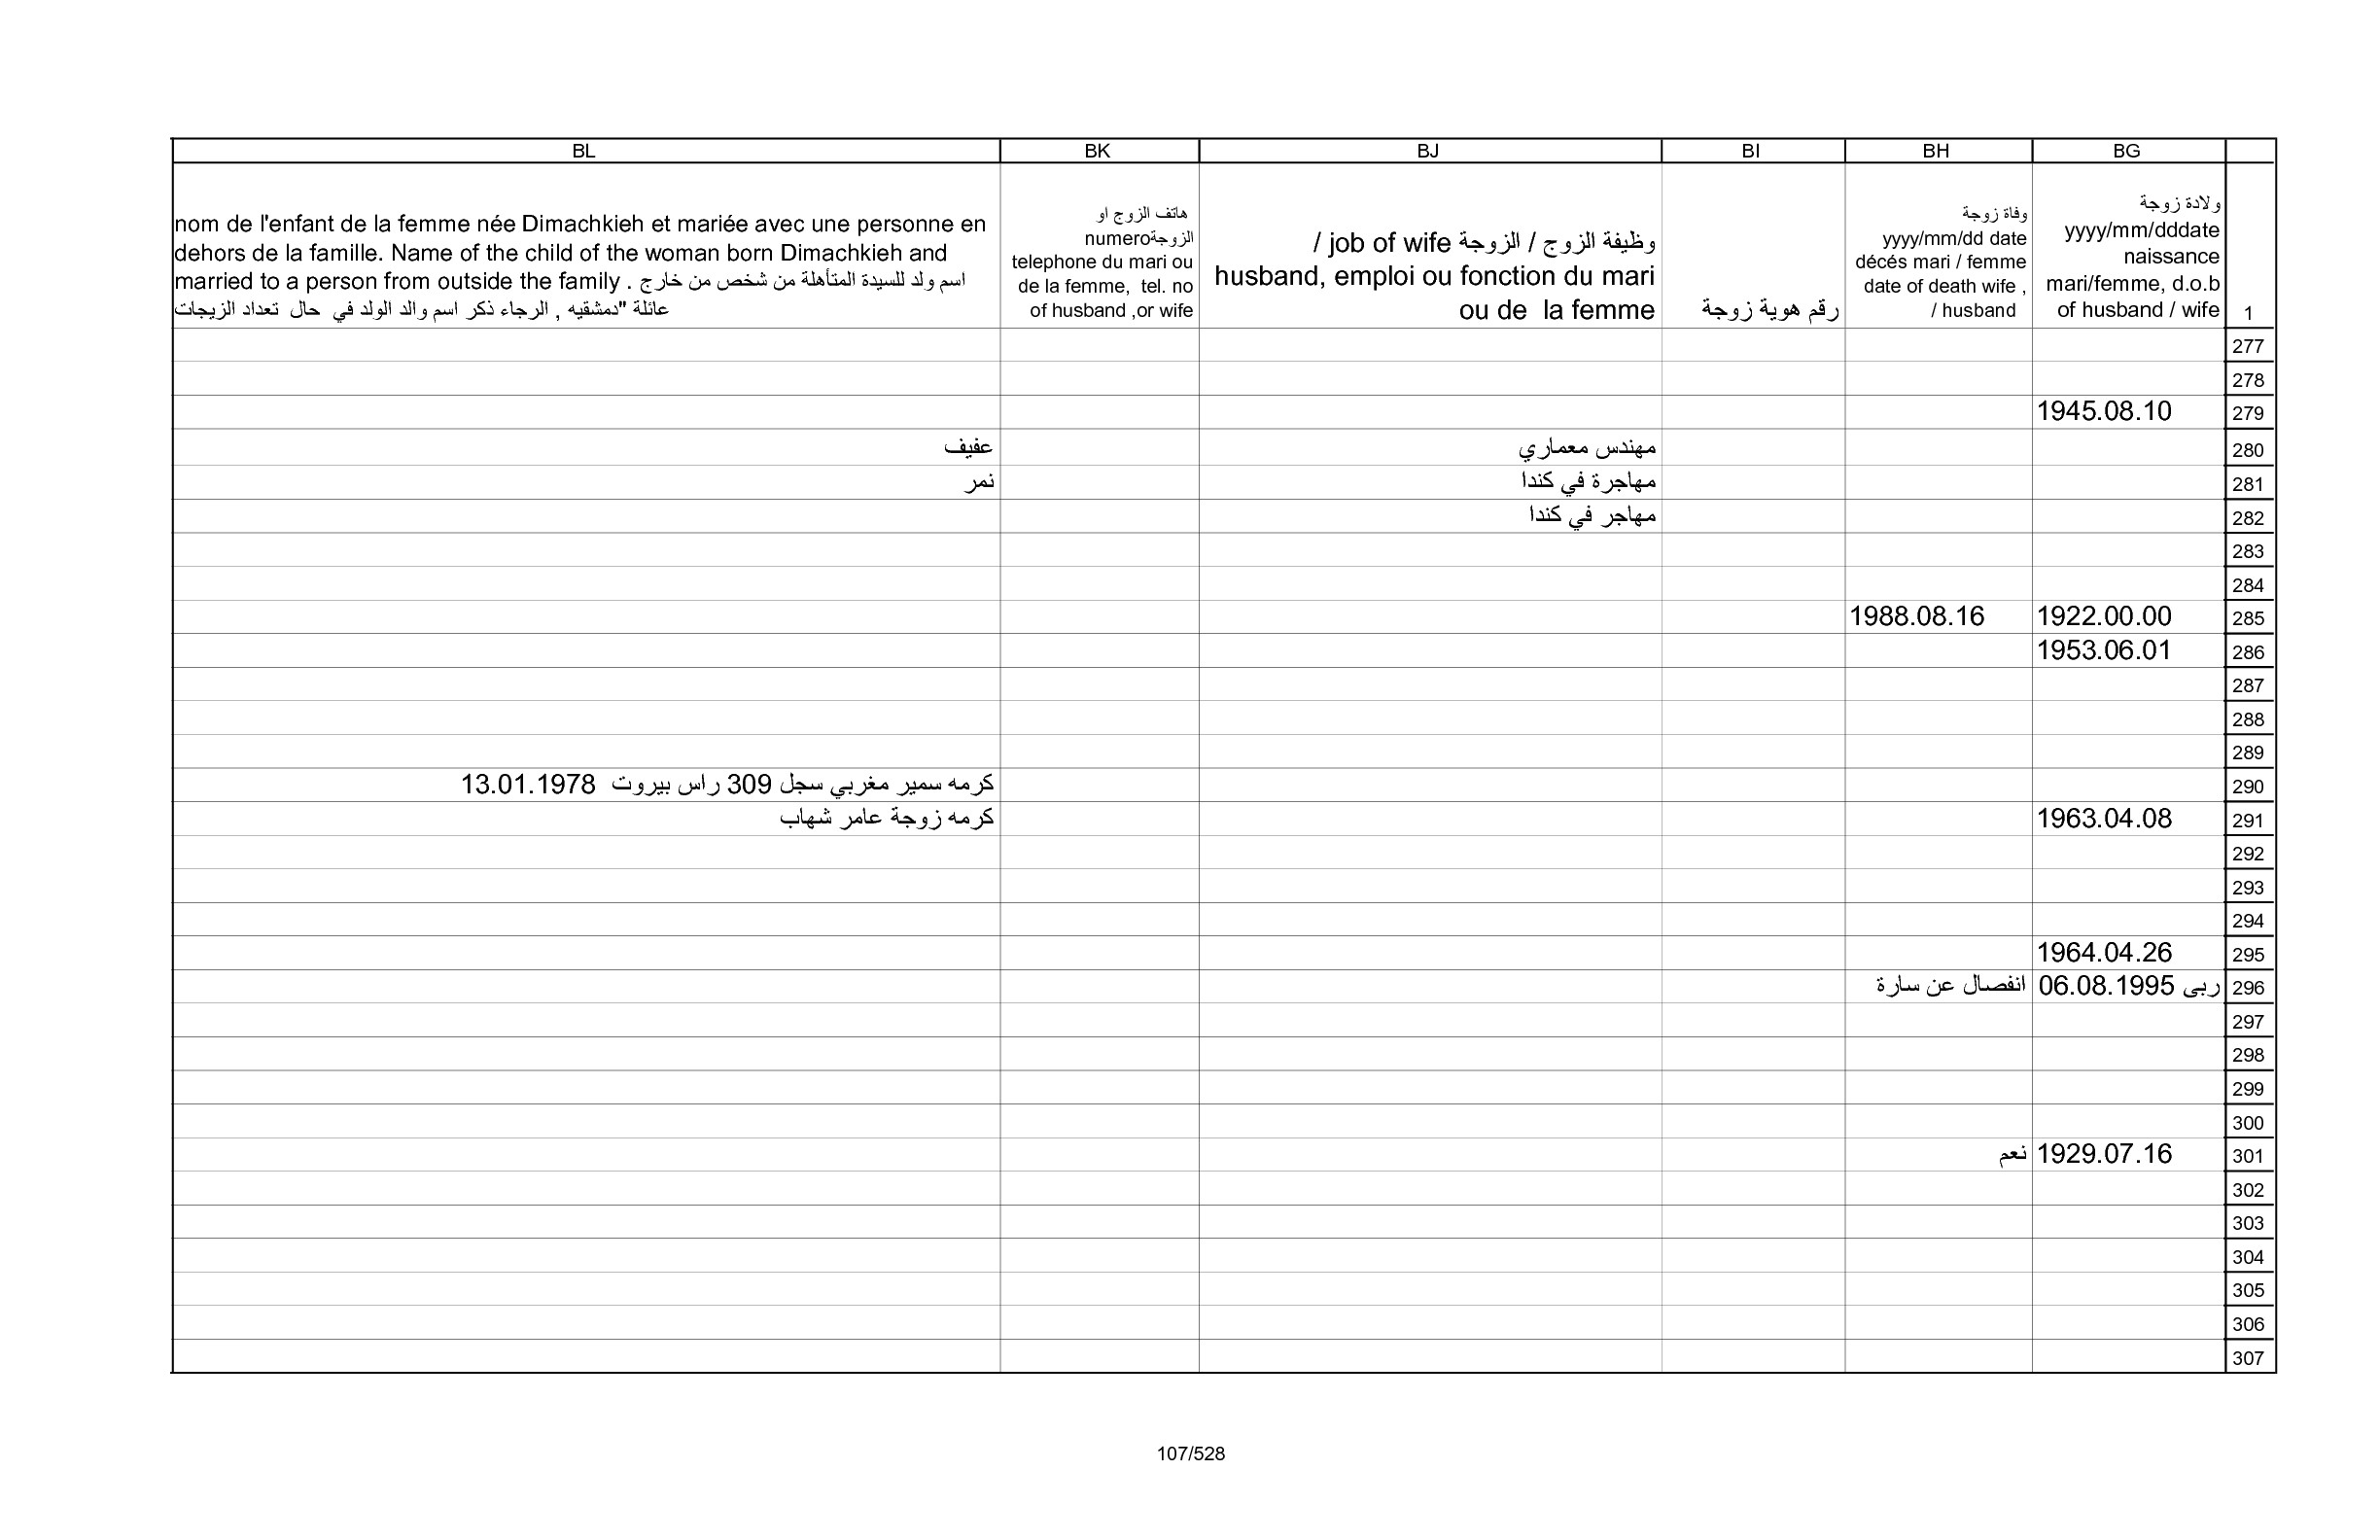 BL BK BJ BI BH BG
nom de l'enfant de la femme née Dimachkieh et mariée avec une personne en
dehors de la famille. Name of the child of the woman born Dimachkieh and
married to a person from outside the family . اسم ولد للسيدة المتأهلة من شخص من خارج
عائلة "دمشقيه , الرجاء ذكر اسم والد الولد في حال تعداد الزيجات
هاتف الزوج او
الزوجةnumero
telephone du mari ou
de la femme, tel. no
of husband ,or wife
وظيفة الزوج / الزوجة job of wife /
husband, emploi ou fonction du mari
ou de la femme
رقم هوية زوجة
وفاة زوجة
yyyy/mm/dd date
décés mari / femme
date of death wife ,
/ husband
ولادة زوجة
yyyy/mm/dddate
naissance
mari/femme, d.o.b
of husband / wife
1
277
278
1945.08.10 279
عفيف مهندس معماري 280
نمر مهاجرة في كندا 281
مهاجر في كندا 282
283
284
1988.08.16 1922.00.00 285
1953.06.01 286
287
288
289
كرمه سمير مغربي سجل 309 راس بيروت 13.01.1978 290
كرمه زوجة عامر شهاب 1963.04.08 291
292
293
294
1964.04.26 295
انفصال عن سارة ربى 06.08.1995 296
297
298
299
300
نعم 1929.07.16 301
302
303
304
305
306
307
107/528